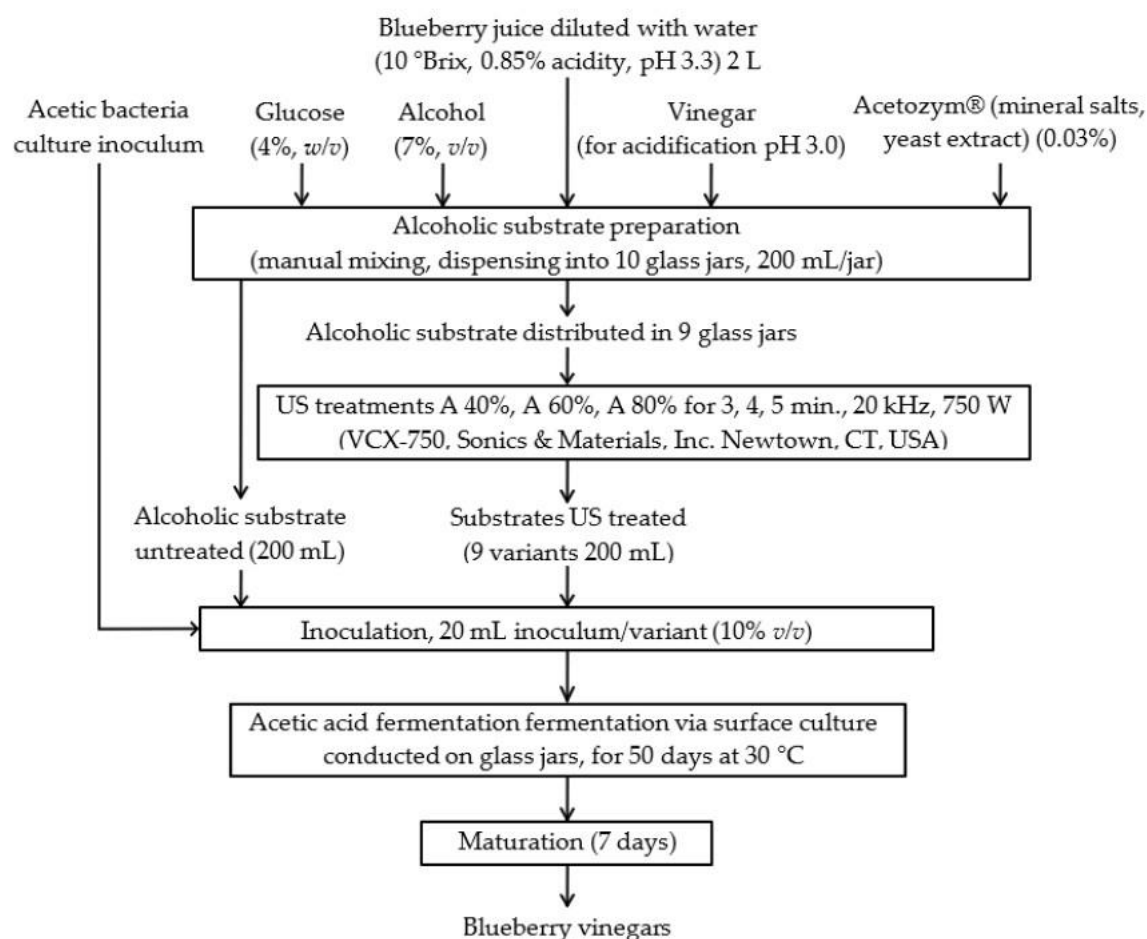 Blueberry juice diluted with water
(10 °Brix, 0.85% acidity, pH 3.3) 2 L
Acetic bacteria
culture inoculum
Glucose
(4%, w/v)
Alcohol
(7%, v/v)
Vinegar
(for acidification pH 3.0)
Acetozym® (mineral salts,
yeast extract) (0.03%)
Alcoholic substrate preparation
(manual mixing, dispensing into 10 glass jars, 200 mL/jar)
Alcoholic substrate distributed in 9 glass jars
US treatments A 40%, A 60%, A 80% for 3, 4, 5 min., 20 kHz, 750 W
(VCX-750, Sonics & Materials, Inc. Newtown, CT, USA)
Alcoholic substrate
untreated (200 mL)
Substrates US treated
(9 variants 200 mL)
Inoculation, 20 mL inoculum/variant (10% v/v)
Acetic acid fermentation fermentation via surface culture
conducted on glass jars, for 50 days at 30 °C
Maturation (7 days)
Blueberry vinegars